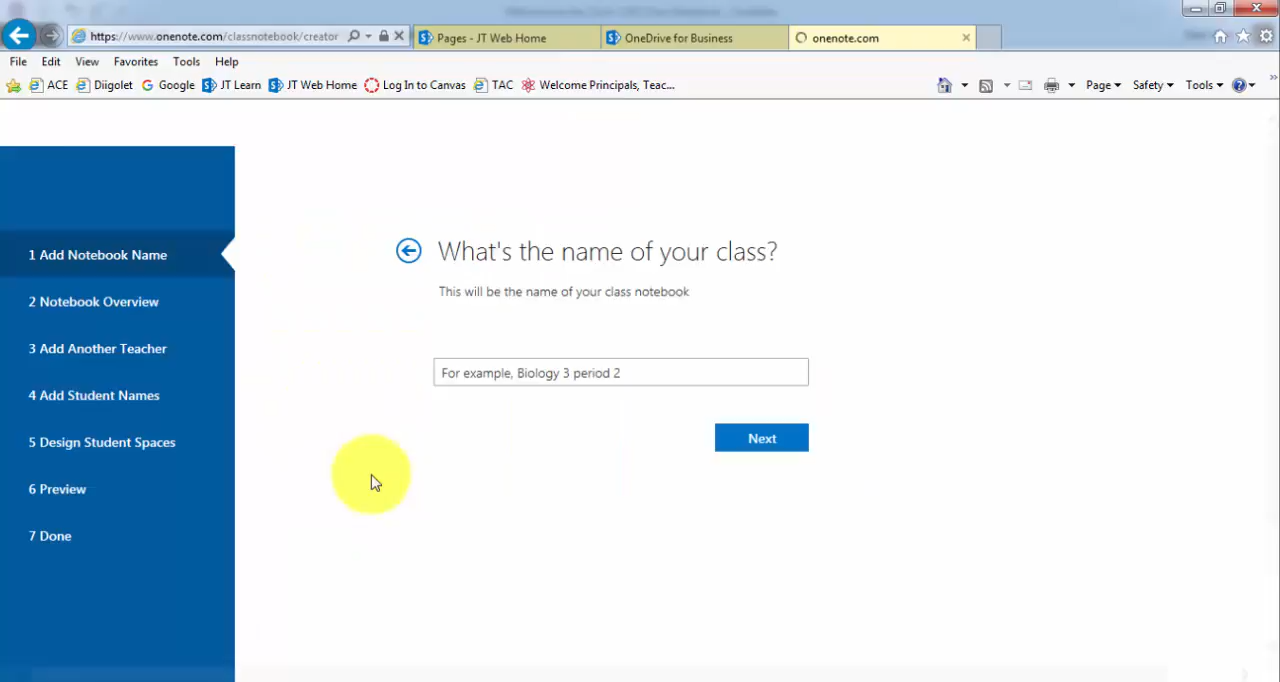 https://www.onenote.com/classnotebook/creator
Pages - JT Web Home
OneDrive for Business
onenote.com
File Edit View Favorites Tools Help
ACE Diigolet Google JT Learn JT Web Home Log In to Canvas TAC Welcome Principals, Teac... Page Safety Tools
1 Add Notebook Name
2 Notebook Overview
3 Add Another Teacher
4 Add Student Names
5 Design Student Spaces
6 Preview
7 Done
What's the name of your class?
This will be the name of your class notebook
For example, Biology 3 period 2
Next